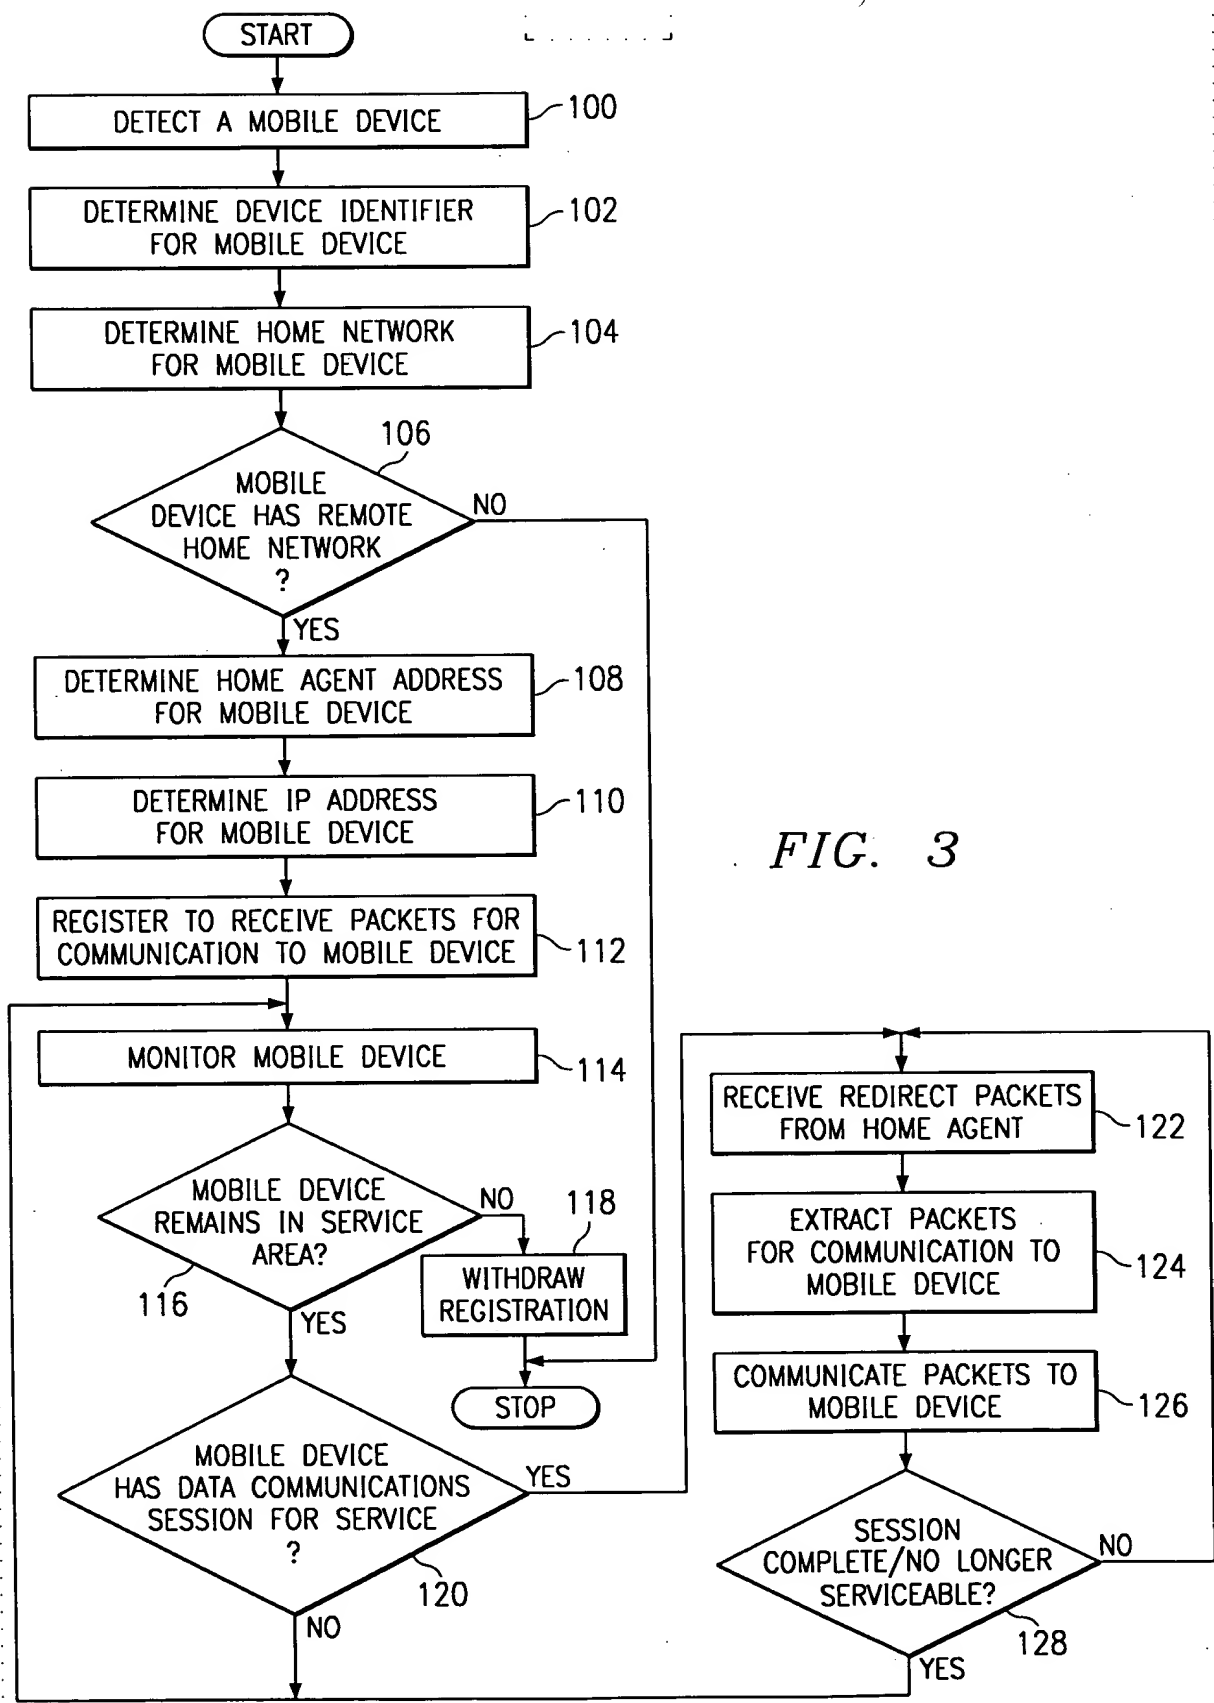 START
DETECT A MOBILE DEVICE
100
DETERMINE DEVICE IDENTIFIER
FOR MOBILE DEVICE
102
DETERMINE HOME NETWORK
FOR MOBILE DEVICE
104
106
MOBILE
DEVICE HAS REMOTE
HOME NETWORK
?
NO
YES
DETERMINE HOME AGENT ADDRESS
FOR MOBILE DEVICE
108
DETERMINE IP ADDRESS
FOR MOBILE DEVICE
110
REGISTER TO RECEIVE PACKETS FOR
COMMUNICATION TO MOBILE DEVICE
112
MONITOR MOBILE DEVICE
114
MOBILE DEVICE
REMAINS IN SERVICE
AREA?
116
NO
YES
118
WITHDRAW
REGISTRATION
STOP
MOBILE DEVICE
HAS DATA COMMUNICATIONS
SESSION FOR SERVICE
?
120
YES
NO
FIG. 3
RECEIVE REDIRECT PACKETS
FROM HOME AGENT
122
EXTRACT PACKETS
FOR COMMUNICATION TO
MOBILE DEVICE
124
COMMUNICATE PACKETS TO
MOBILE DEVICE
126
SESSION
COMPLETE/NO LONGER
SERVICEABLE?
NO
128
YES